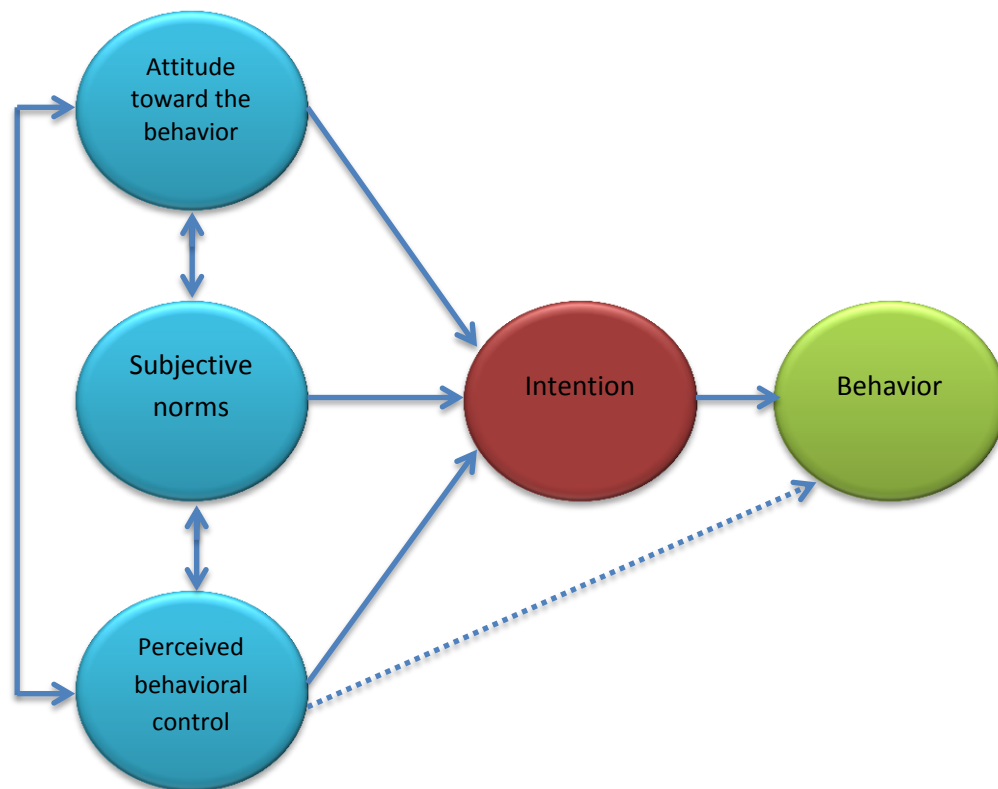 Attitude
toward the
behavior
Subjective
norms
Intention
Behavior
Perceived
behavioral
control